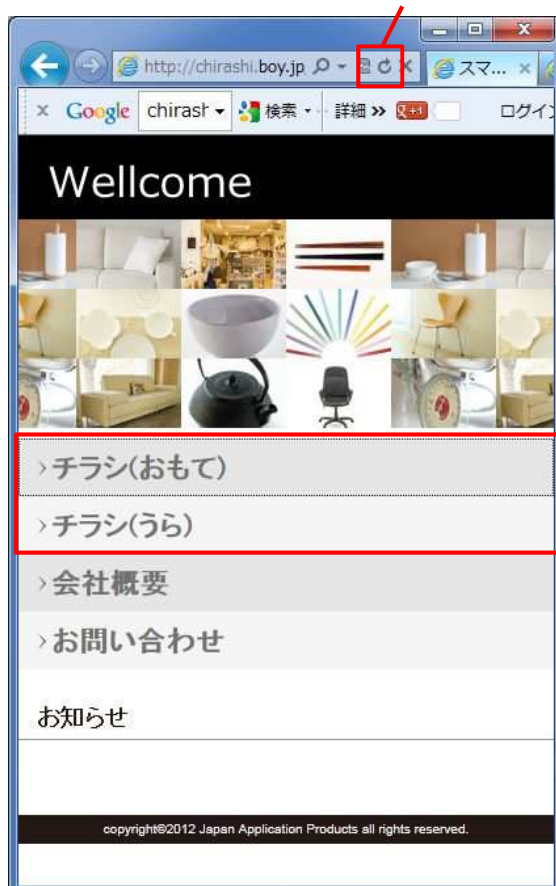 http://chirashi.boy.jp
スマ...
Google chirash 検索 詳細 »
ログイン
Wellcome
›チラシ(おもて)
›チラシ(うら)
›会社概要
›お問い合わせ
お知らせ
copyright©2012 Japan Application Products all rights reserved.